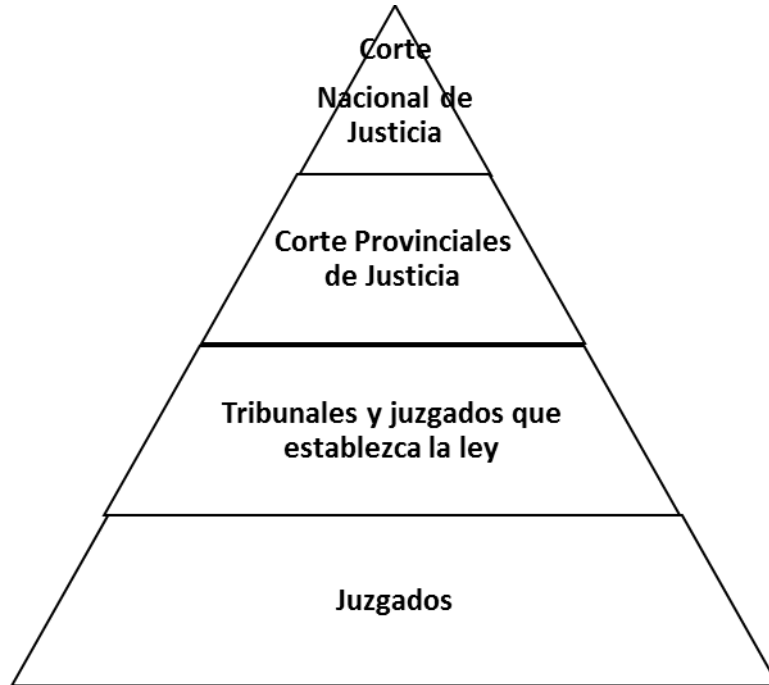 Corte
Nacional de
Justicia
Corte Provinciales
de Justicia
Tribunales y juzgados que
establezca la ley
Juzgados